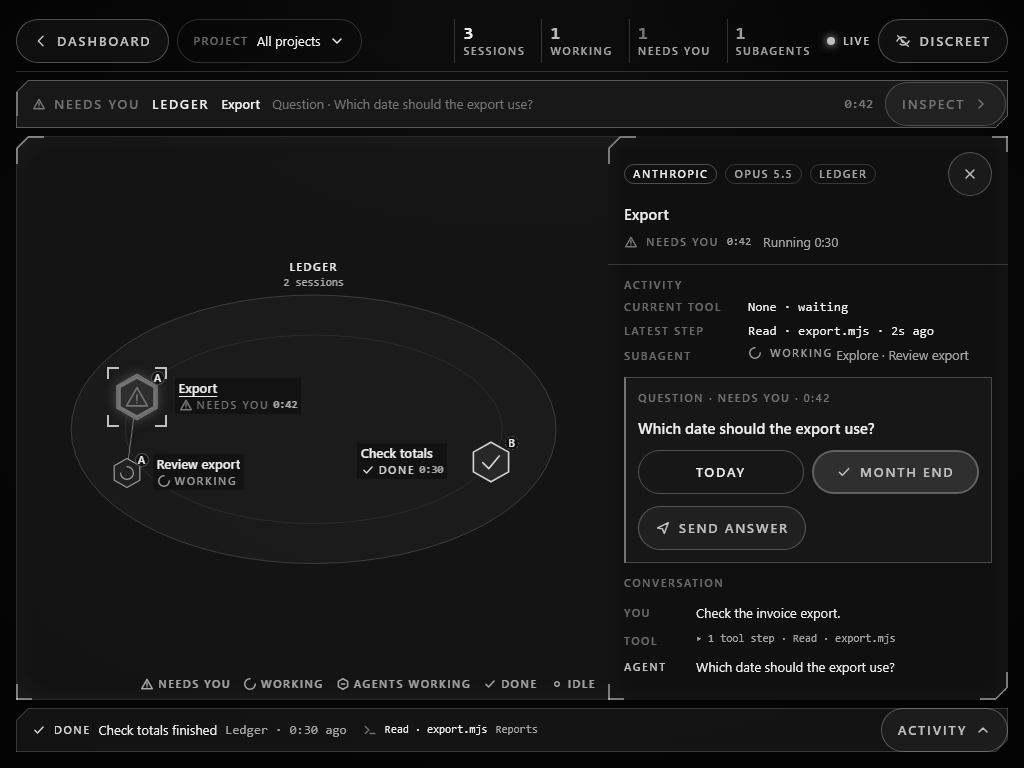 DASHBOARD
PROJECT All projects
3 SESSIONS
1 WORKING
1 NEEDS YOU
1 SUBAGENTS
LIVE
DISCREET
NEEDS YOU LEDGER Export Question · Which date should the export use?
0:42
INSPECT
LEDGER
2 sessions
A
Export
NEEDS YOU 0:42
A
Review export
WORKING
Check totals
DONE 0:30
B
NEEDS YOU WORKING AGENTS WORKING DONE IDLE
ANTHROPIC OPUS 5.5 LEDGER
Export
NEEDS YOU 0:42 Running 0:30
ACTIVITY
CURRENT TOOL None · waiting
LATEST STEP Read · export.mjs · 2s ago
SUBAGENT WORKING Explore · Review export
QUESTION · NEEDS YOU · 0:42
Which date should the export use?
TODAY
MONTH END
SEND ANSWER
CONVERSATION
YOU Check the invoice export.
TOOL 1 tool step · Read · export.mjs
AGENT Which date should the export use?
DONE Check totals finished Ledger · 0:30 ago Read · export.mjs Reports
ACTIVITY